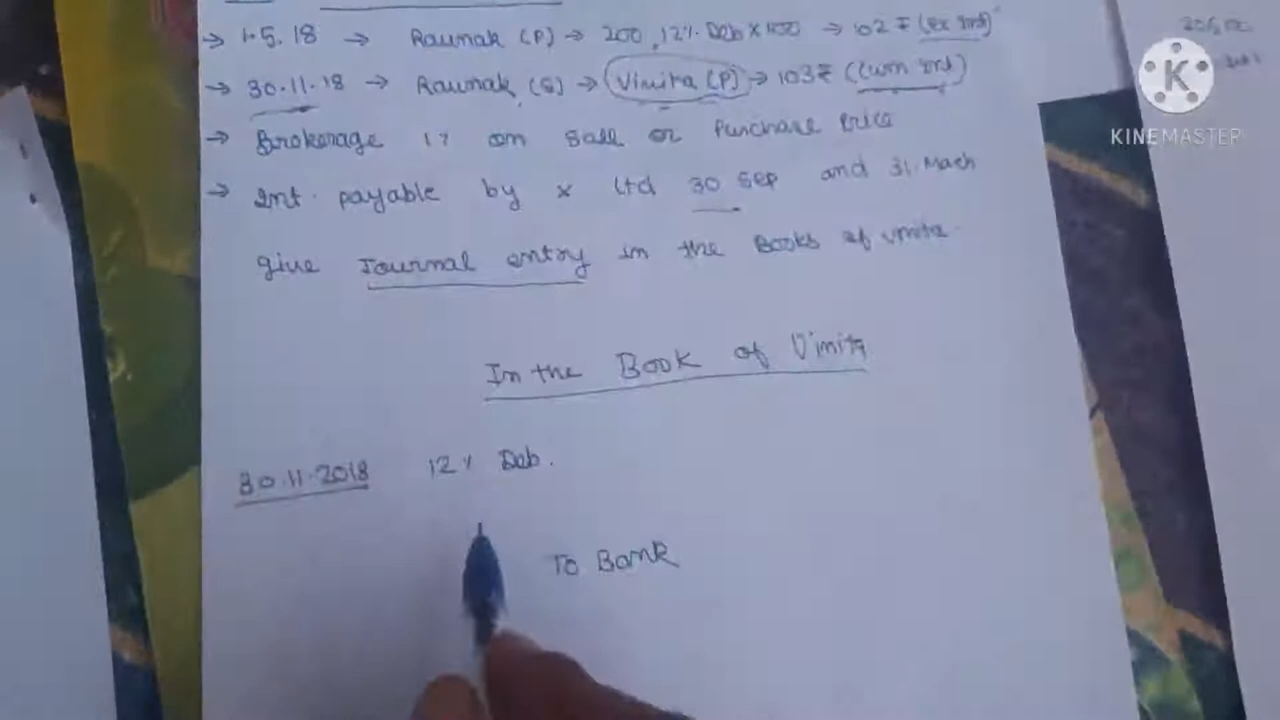 → 1.5.18 → Raunak (P) → 200, 12% Deb x 100 → 102 ₹ (ex Int)
→ 30.11.18 → Raunak (S) → Vinita (P) → 103 ₹ (cum Int)
→ Brokerage 1% on Sale or Purchase Price
→ Int. payable by x Ltd 30 Sep and 31. Mach
give Journal entry in the Books of vinita.
In the Book of Vinita
30.11.2018 12% Deb.
To Bank
K
KINEMASTER